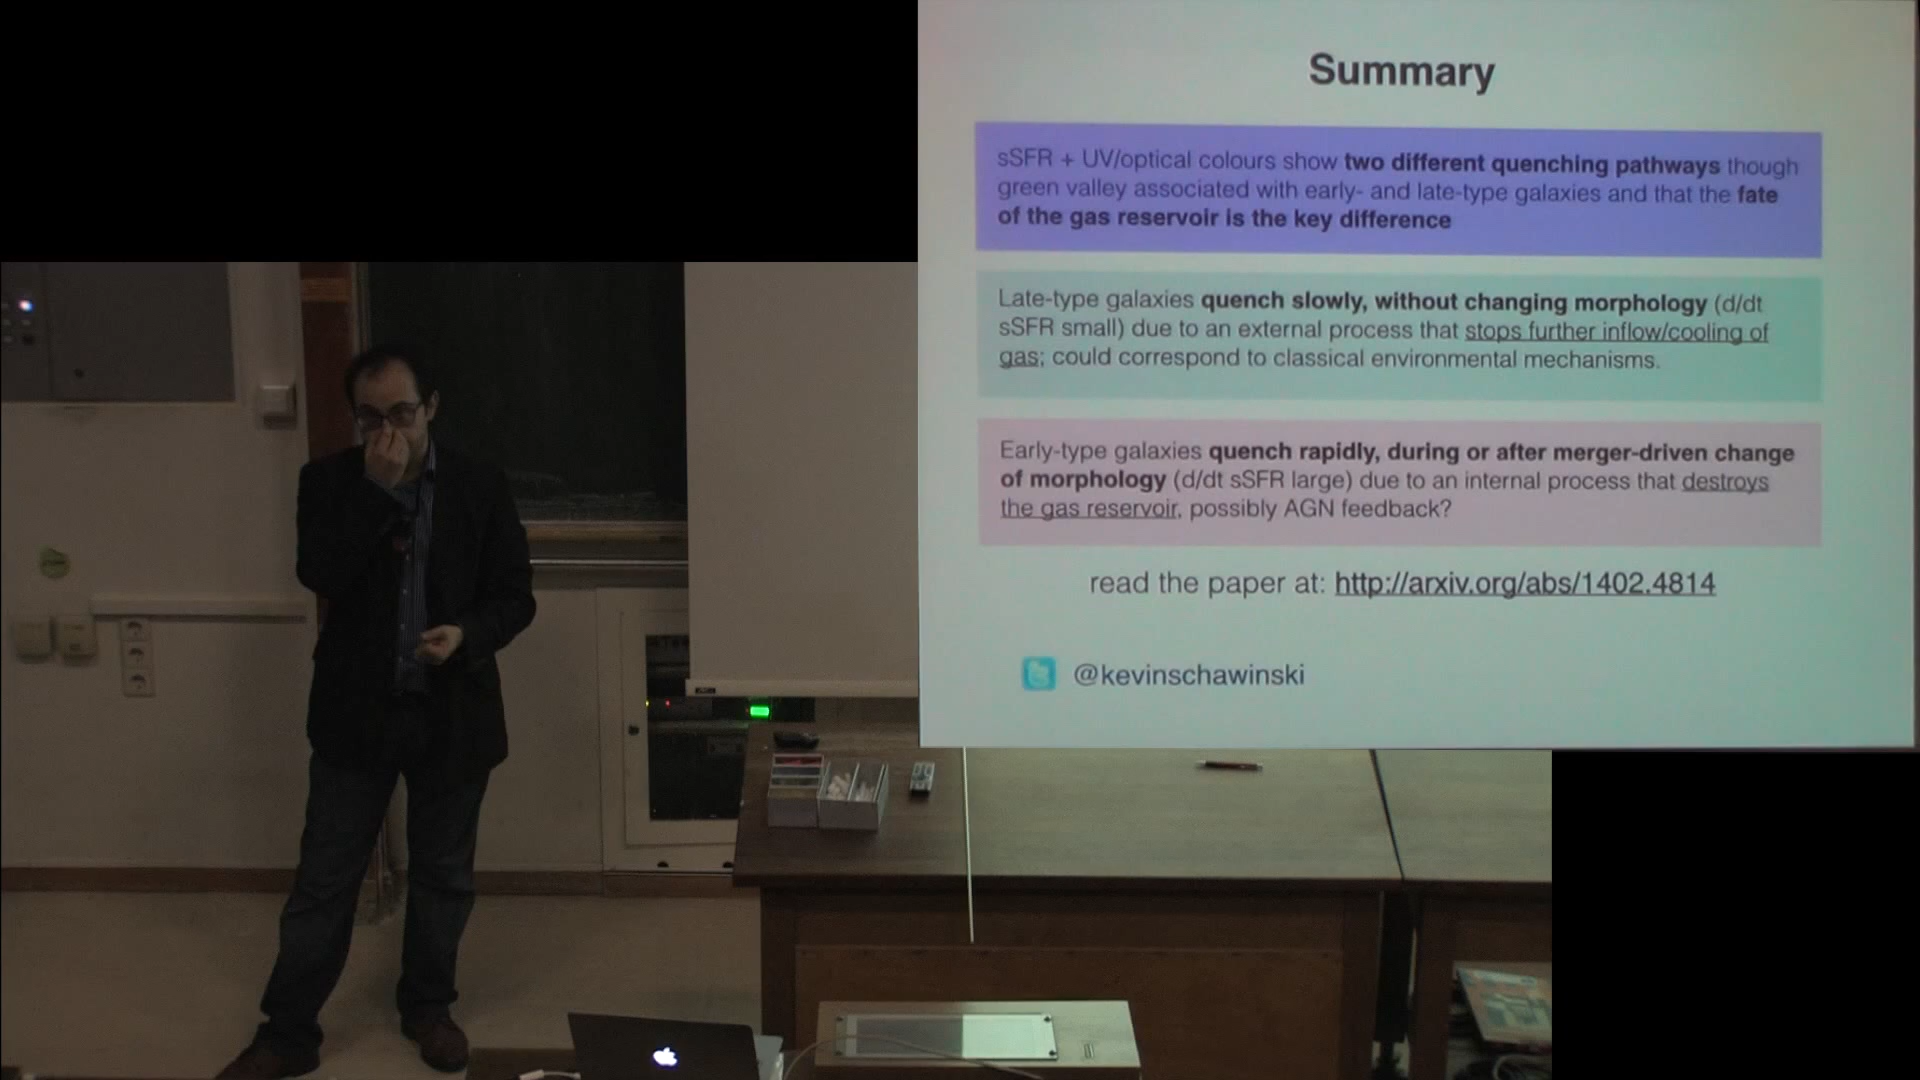 Summary
sSFR + UV/optical colours show two different quenching pathways though
green valley associated with early- and late-type galaxies and that the fate
of the gas reservoir is the key difference
Late-type galaxies quench slowly, without changing morphology (d/dt
sSFR small) due to an external process that stops further inflow/cooling of
gas; could correspond to classical environmental mechanisms.
Early-type galaxies quench rapidly, during or after merger-driven change
of morphology (d/dt sSFR large) due to an internal process that destroys
the gas reservoir, possibly AGN feedback?
read the paper at: http://arxiv.org/abs/1402.4814
@kevinschawinski